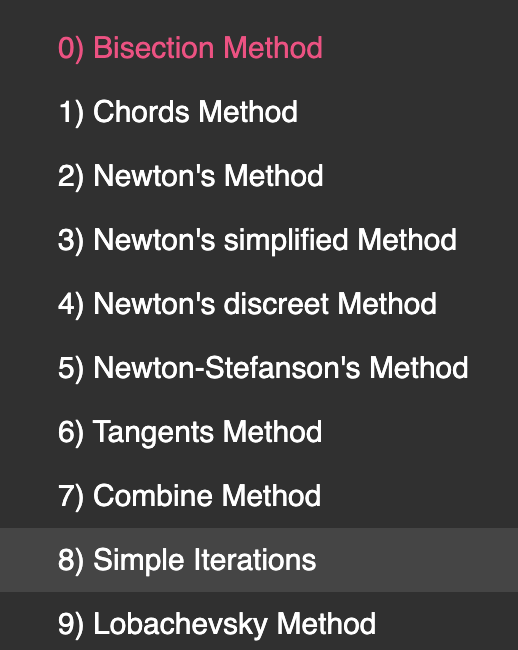 0) Bisection Method
1) Chords Method
2) Newton's Method
3) Newton's simplified Method
4) Newton's discreet Method
5) Newton-Stefanson's Method
6) Tangents Method
7) Combine Method
8) Simple Iterations
9) Lobachevsky Method